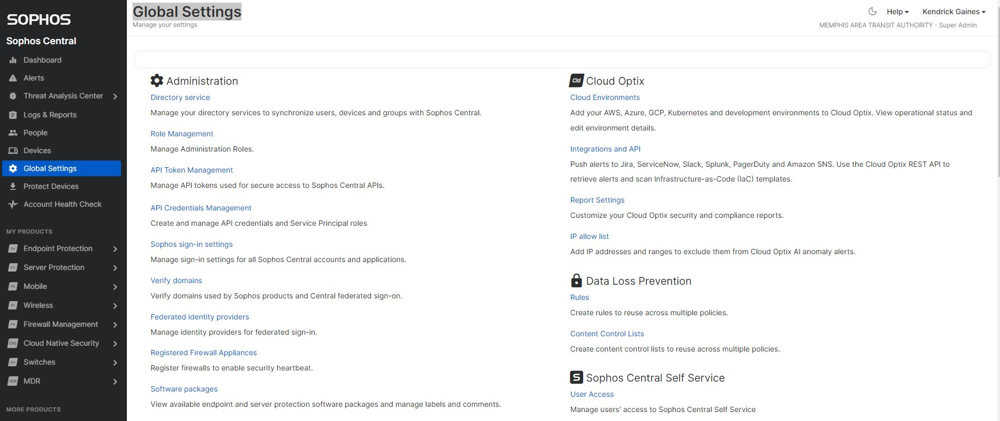 SOPHOS
Sophos Central
Dashboard
Alerts
Threat Analysis Center
Logs & Reports
People
Devices
Global Settings
Protect Devices
Account Health Check
MY PRODUCTS
Ep Endpoint Protection
Svr Server Protection
Mb Mobile
Wi Wireless
Fw Firewall Management
CNS Cloud Native Security
Sw Switches
MDR MDR
MORE PRODUCTS
Global Settings
Manage your settings
Help
Kendrick Gaines
MEMPHIS AREA TRANSIT AUTHORITY · Super Admin
Administration
Directory service
Manage your directory services to synchronize users, devices and groups with Sophos Central.
Role Management
Manage Administration Roles.
API Token Management
Manage API tokens used for secure access to Sophos Central APIs.
API Credentials Management
Create and manage API credentials and Service Principal roles
Sophos sign-in settings
Manage sign-in settings for all Sophos Central accounts and applications.
Verify domains
Verify domains used by Sophos products and Central federated sign-on.
Federated identity providers
Manage identity providers for federated sign-in.
Registered Firewall Appliances
Register firewalls to enable security heartbeat.
Software packages
View available endpoint and server protection software packages and manage labels and comments.
Cld Cloud Optix
Cloud Environments
Add your AWS, Azure, GCP, Kubernetes and development environments to Cloud Optix. View operational status and
edit environment details.
Integrations and API
Push alerts to Jira, ServiceNow, Slack, Splunk, PagerDuty and Amazon SNS. Use the Cloud Optix REST API to
retrieve alerts and scan Infrastructure-as-Code (IaC) templates.
Report Settings
Customize your Cloud Optix security and compliance reports.
IP allow list
Add IP addresses and ranges to exclude them from Cloud Optix AI anomaly alerts.
Data Loss Prevention
Rules
Create rules to reuse across multiple policies.
Content Control Lists
Create content control lists to reuse across multiple policies.
S Sophos Central Self Service
User Access
Manage users' access to Sophos Central Self Service